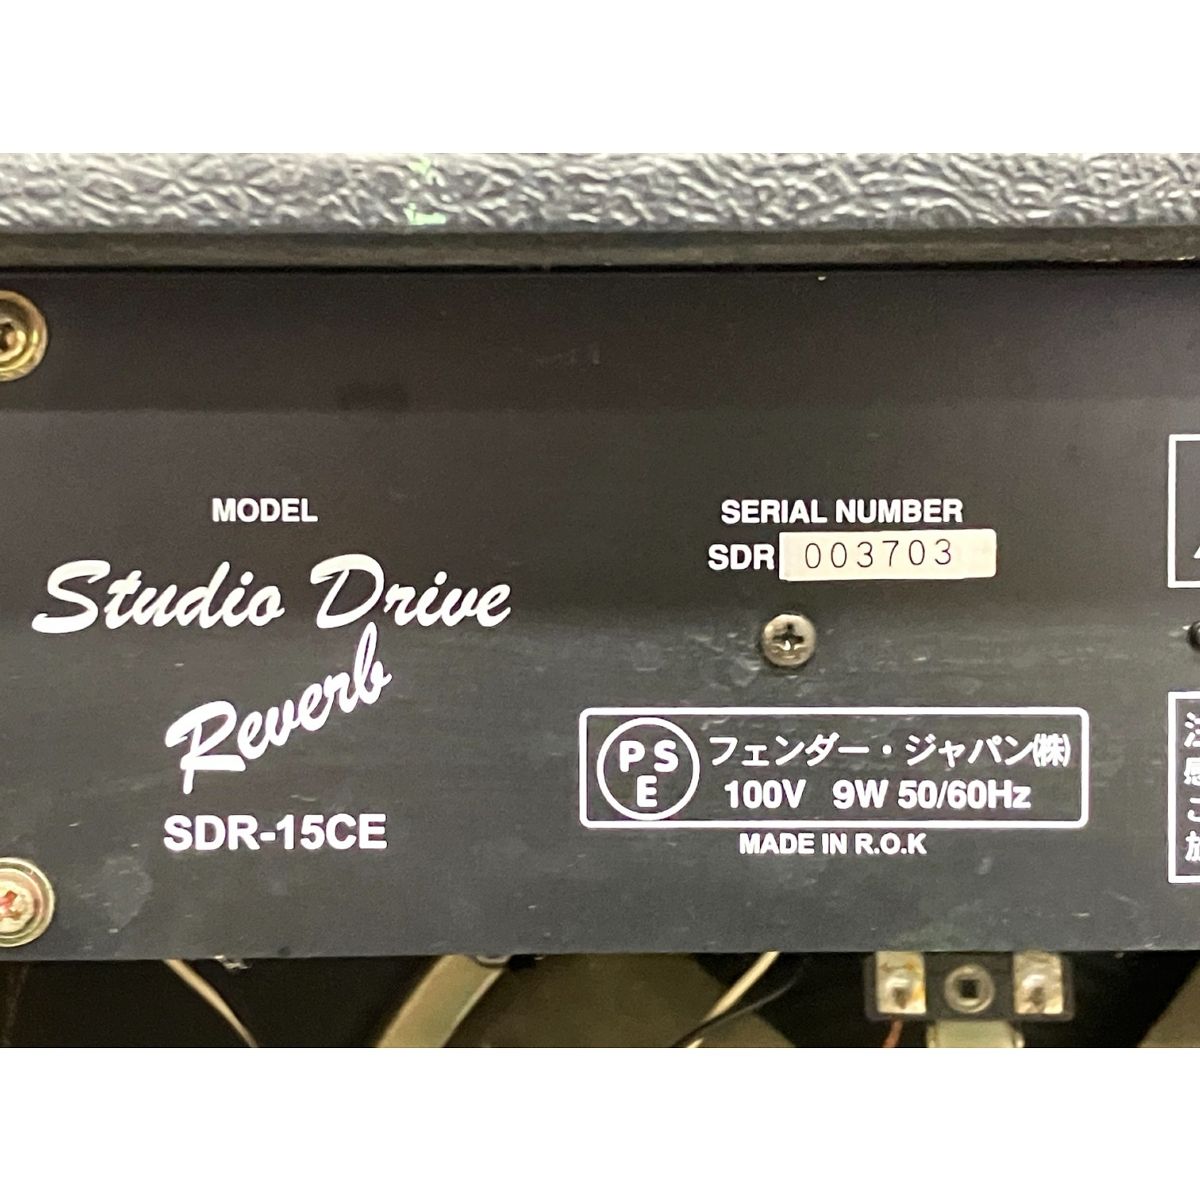 MODEL
Studio Drive
Reverb
SDR-15CE
SERIAL NUMBER
SDR 003703
PSE フェンダー・ジャパン(株)
100V 9W 50/60Hz
MADE IN R.O.K